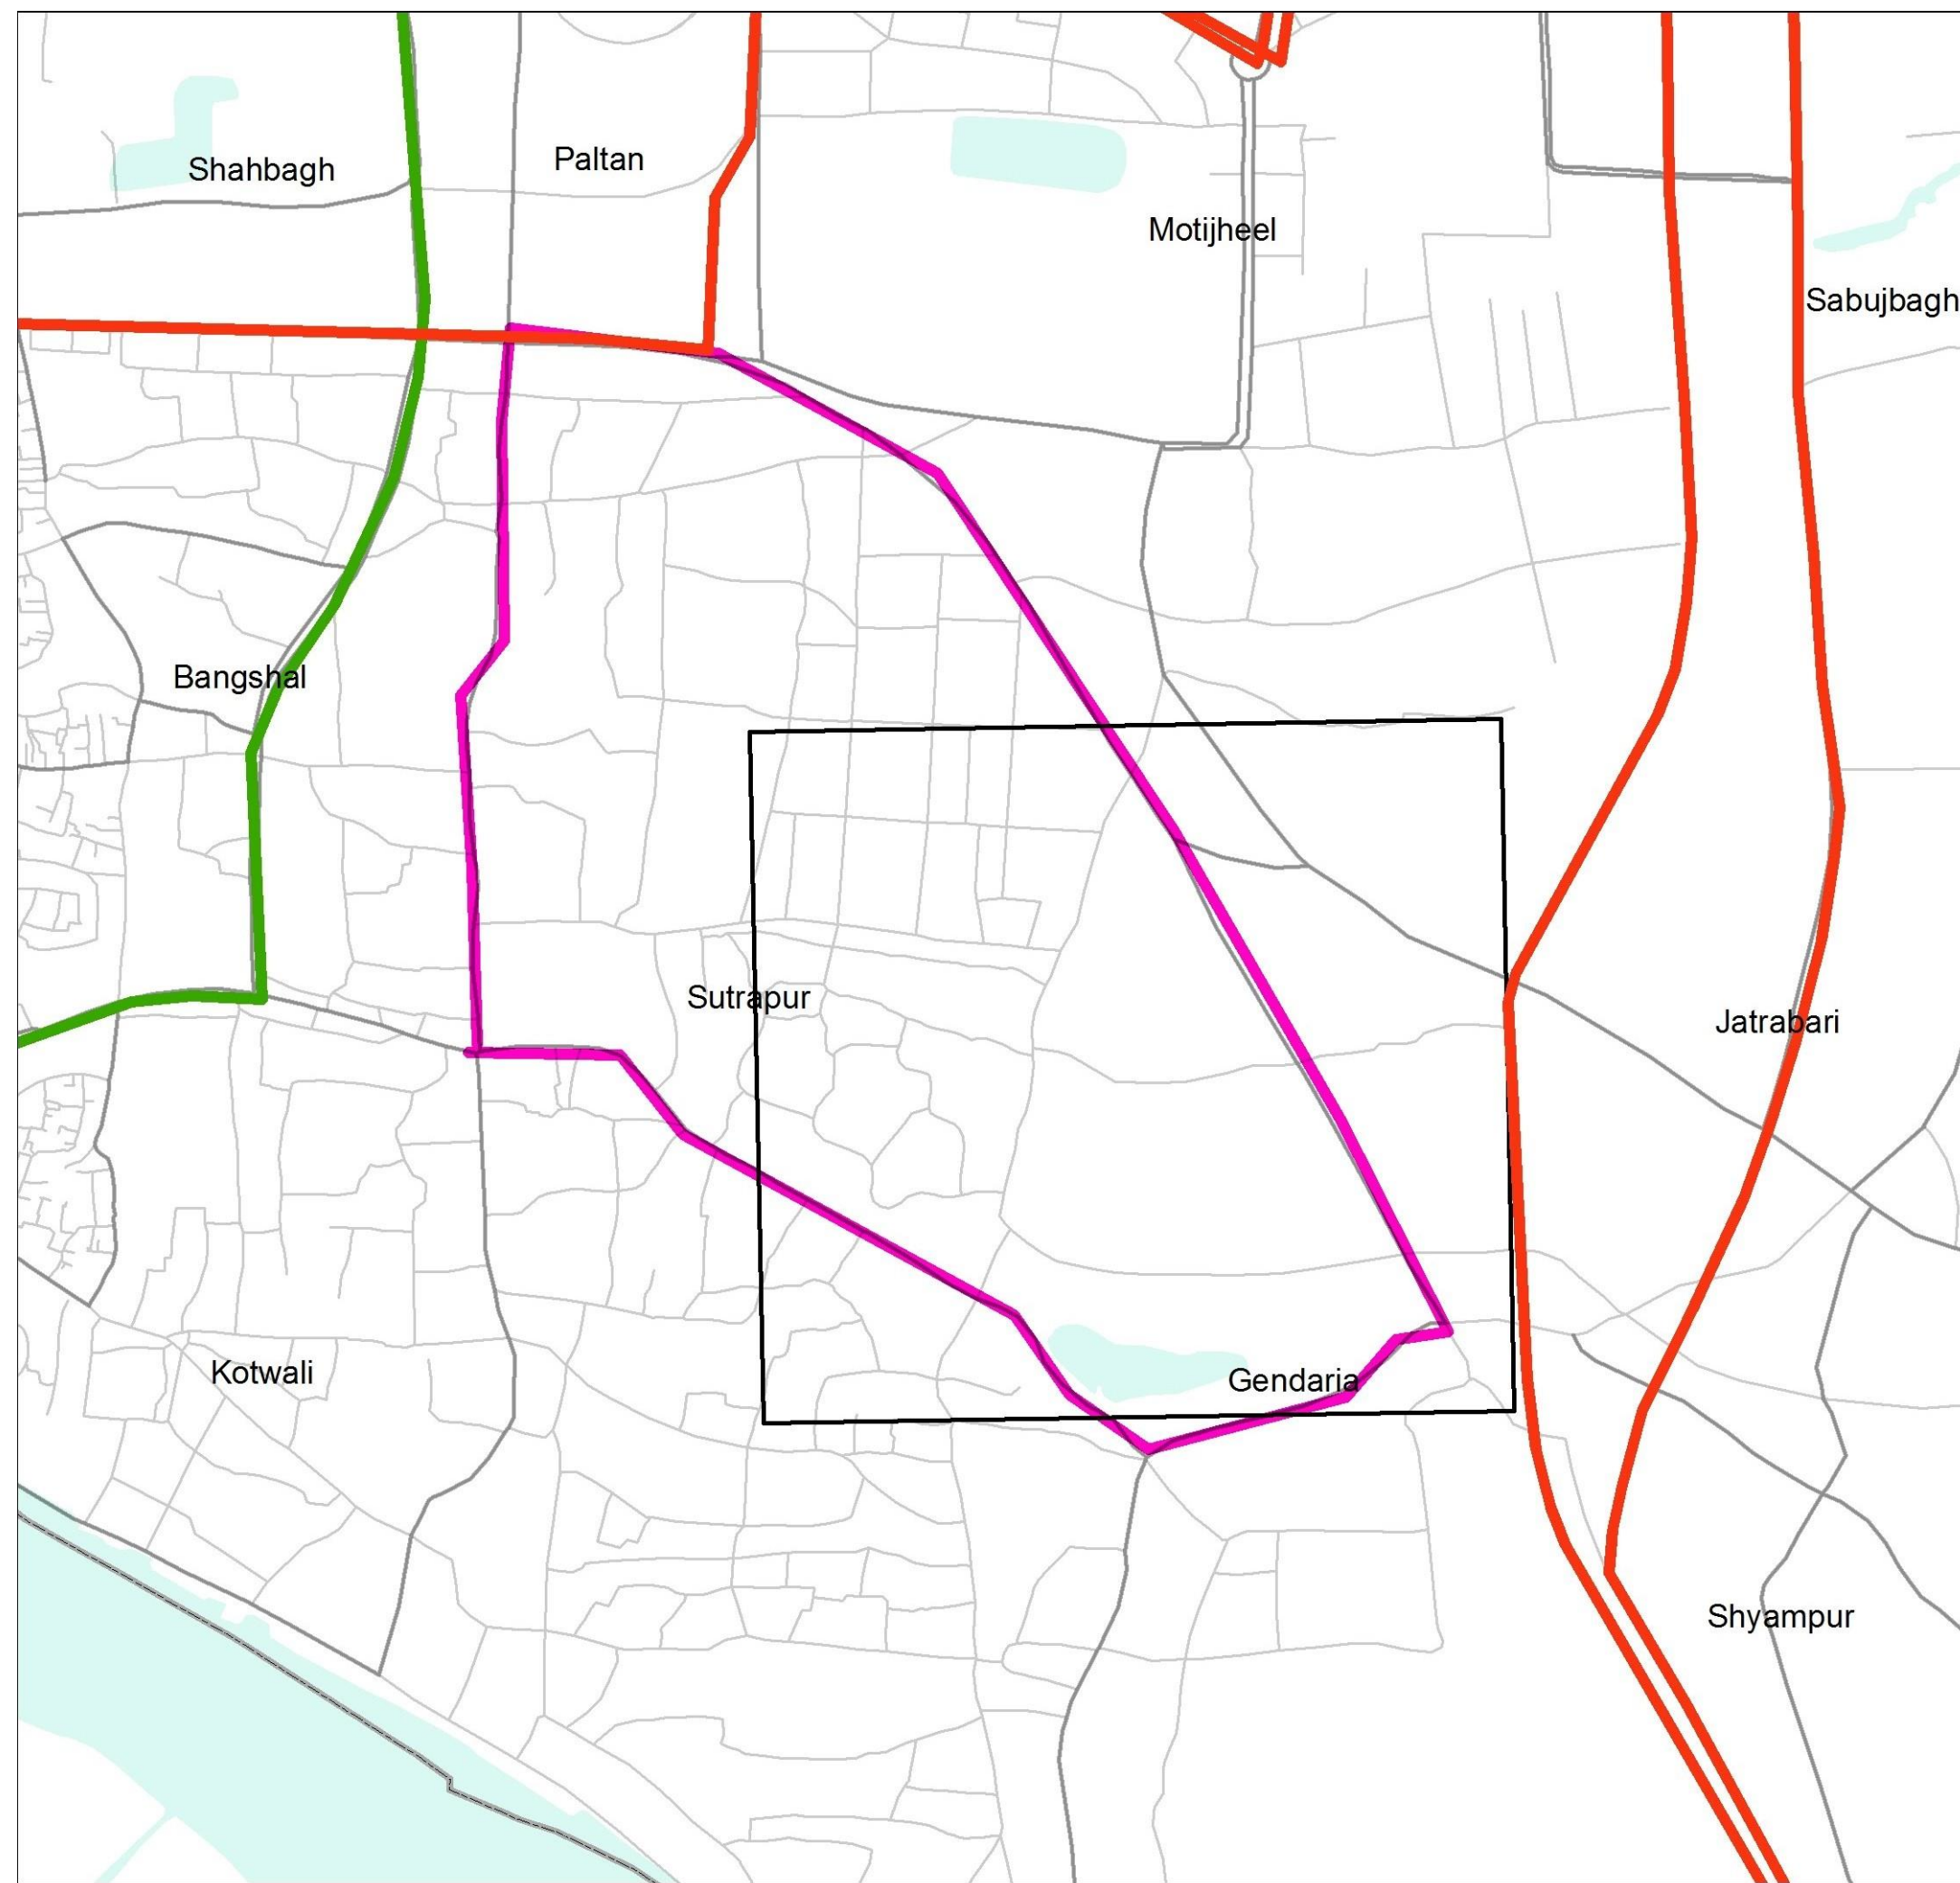 Paltan
Shahbagh
Motijheel
Sabujbagh
Bangshal
Sutrapur
Jatrabari
Kotwali
Gendaria
Shyampur